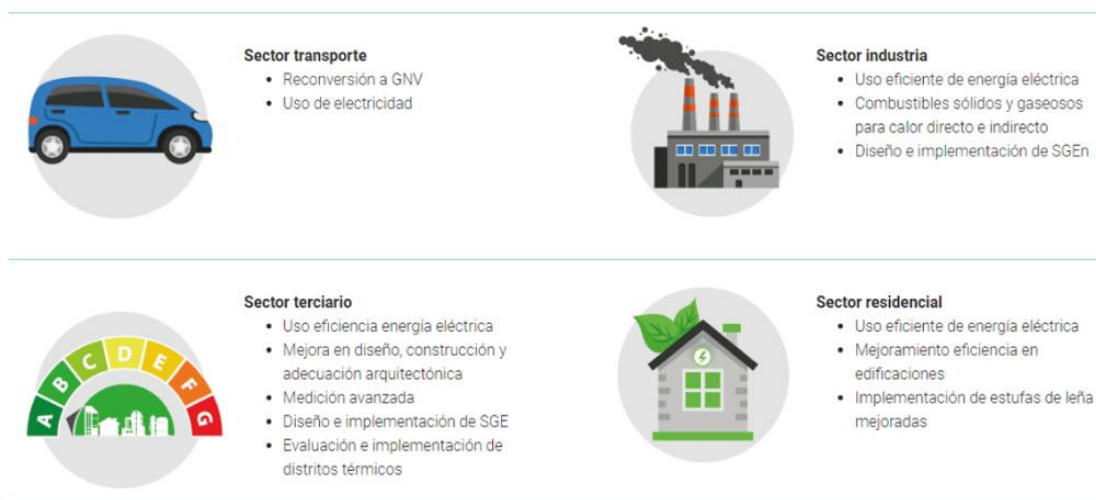 Sector transporte
• Reconversión a GNV
• Uso de electricidad
Sector industria
• Uso eficiente de energía eléctrica
• Combustibles sólidos y gaseosos
para calor directo e indirecto
• Diseño e implementación de SGEn
A B C D E F G
Sector terciario
• Uso eficiencia energía eléctrica
• Mejora en diseño, construcción y
adecuación arquitectónica
• Medición avanzada
• Diseño e implementación de SGE
• Evaluación e implementación de
distritos térmicos
Sector residencial
• Uso eficiente de energía eléctrica
• Mejoramiento eficiencia en
edificaciones
• Implementación de estufas de leña
mejoradas